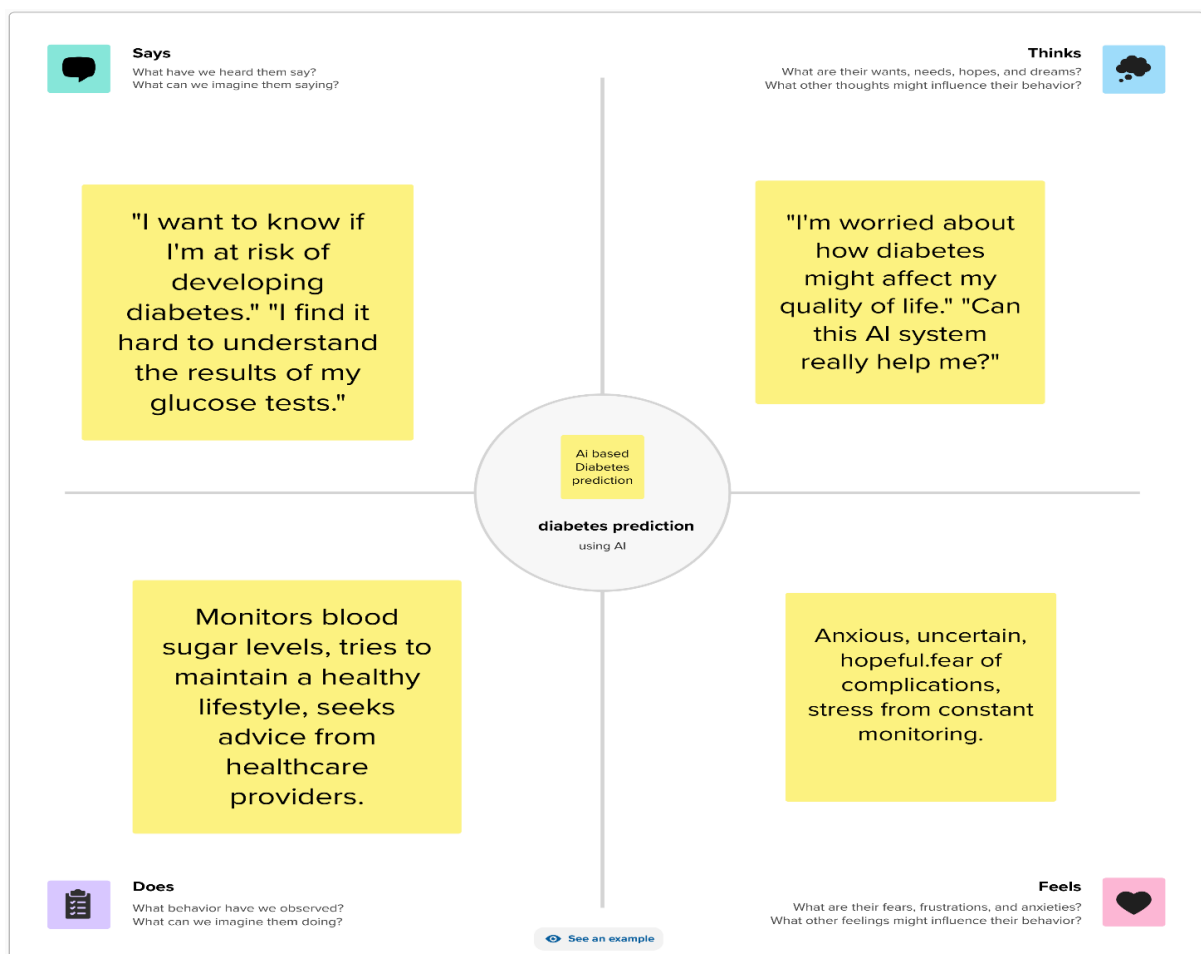 Says
What have we heard them say?
What can we imagine them saying?
Thinks
What are their wants, needs, hopes, and dreams?
What other thoughts might influence their behavior?
"I want to know if
I'm at risk of
developing
diabetes." "I find it
hard to understand
the results of my
glucose tests."
"I'm worried about
how diabetes
might affect my
quality of life." "Can
this AI system
really help me?"
Ai based
Diabetes
prediction
diabetes prediction
using AI
Monitors blood
sugar levels, tries to
maintain a healthy
lifestyle, seeks
advice from
healthcare
providers.
Anxious, uncertain,
hopeful.fear of
complications,
stress from constant
monitoring.
Does
What behavior have we observed?
What can we imagine them doing?
Feels
What are their fears, frustrations, and anxieties?
What other feelings might influence their behavior?
See an example